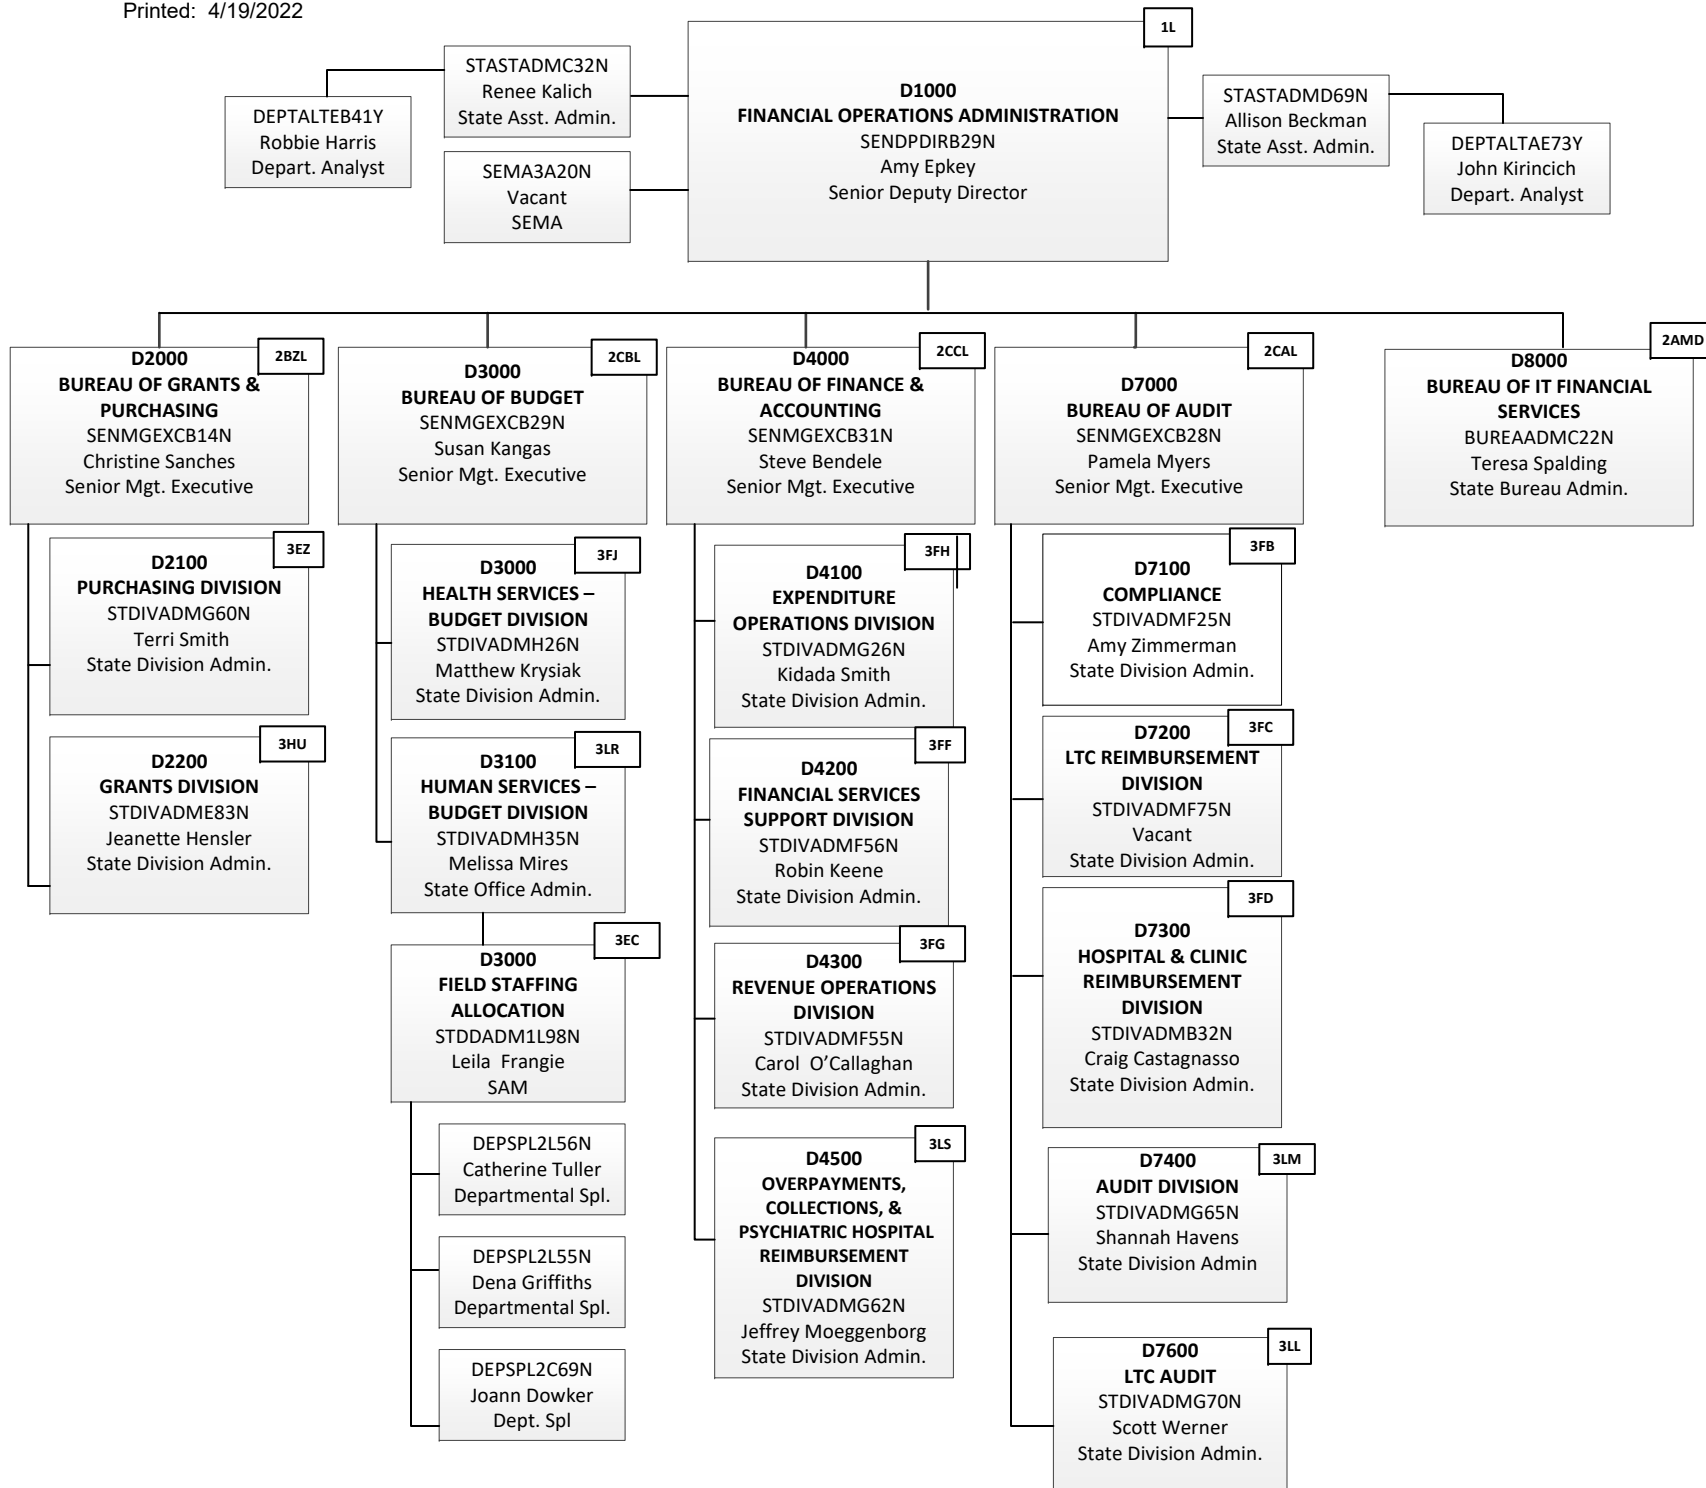 Printed: 4/19/2022
1L
D1000
FINANCIAL OPERATIONS ADMINISTRATION
SENDPDIRB29N
Amy Epkey
Senior Deputy Director
STASTADMC32N
Renee Kalich
State Asst. Admin.
DEPTALTEB41Y
Robbie Harris
Depart. Analyst
SEMA3A20N
Vacant
SEMA
STASTADMD69N
Allison Beckman
State Asst. Admin.
DEPTALTAE73Y
John Kirincich
Depart. Analyst
2BZL
D2000
BUREAU OF GRANTS &
PURCHASING
SENMGEXCB14N
Christine Sanches
Senior Mgt. Executive
3EZ
D2100
PURCHASING DIVISION
STDIVADMG60N
Terri Smith
State Division Admin.
3HU
D2200
GRANTS DIVISION
STDIVADME83N
Jeanette Hensler
State Division Admin.
2CBL
D3000
BUREAU OF BUDGET
SENMGEXCB29N
Susan Kangas
Senior Mgt. Executive
3FJ
D3000
HEALTH SERVICES –
BUDGET DIVISION
STDIVADMH26N
Matthew Krysiak
State Division Admin.
3LR
D3100
HUMAN SERVICES –
BUDGET DIVISION
STDIVADMH35N
Melissa Mires
State Office Admin.
3EC
D3000
FIELD STAFFING
ALLOCATION
STDDADM1L98N
Leila  Frangie
SAM
DEPSPL2L56N
Catherine Tuller
Departmental Spl.
DEPSPL2L55N
Dena Griffiths
Departmental Spl.
DEPSPL2C69N
Joann Dowker
Dept. Spl
2CCL
D4000
BUREAU OF FINANCE &
ACCOUNTING
SENMGEXCB31N
Steve Bendele
Senior Mgt. Executive
3FH
D4100
EXPENDITURE
OPERATIONS DIVISION
STDIVADMG26N
Kidada Smith
State Division Admin.
3FF
D4200
FINANCIAL SERVICES
SUPPORT DIVISION
STDIVADMF56N
Robin Keene
State Division Admin.
3FG
D4300
REVENUE OPERATIONS
DIVISION
STDIVADMF55N
Carol  O’Callaghan
State Division Admin.
3LS
D4500
OVERPAYMENTS,
COLLECTIONS, &
PSYCHIATRIC HOSPITAL
REIMBURSEMENT
DIVISION
STDIVADMG62N
Jeffrey Moeggenborg
State Division Admin.
2CAL
D7000
BUREAU OF AUDIT
SENMGEXCB28N
Pamela Myers
Senior Mgt. Executive
3FB
D7100
COMPLIANCE
STDIVADMF25N
Amy Zimmerman
State Division Admin.
3FC
D7200
LTC REIMBURSEMENT
DIVISION
STDIVADMF75N
Vacant
State Division Admin.
3FD
D7300
HOSPITAL & CLINIC
REIMBURSEMENT
DIVISION
STDIVADMB32N
Craig Castagnasso
State Division Admin.
3LM
D7400
AUDIT DIVISION
STDIVADMG65N
Shannah Havens
State Division Admin
3LL
D7600
LTC AUDIT
STDIVADMG70N
Scott Werner
State Division Admin.
2AMD
D8000
BUREAU OF IT FINANCIAL
SERVICES
BUREAADMC22N
Teresa Spalding
State Bureau Admin.